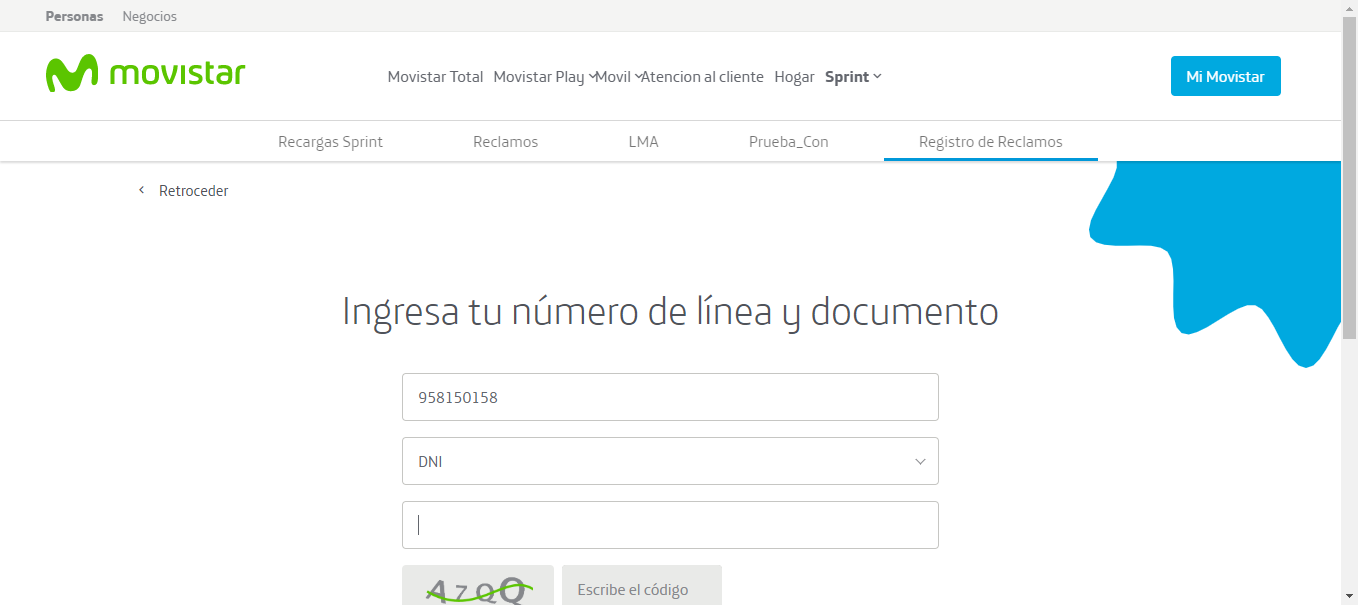 Personas Negocios
movistar
Movistar Total Movistar Play Movil Atencion al cliente Hogar Sprint
Mi Movistar
Recargas Sprint Reclamos LMA Prueba_Con Registro de Reclamos
Retroceder
Ingresa tu número de línea y documento
958150158
DNI
AzQQ Escribe el código